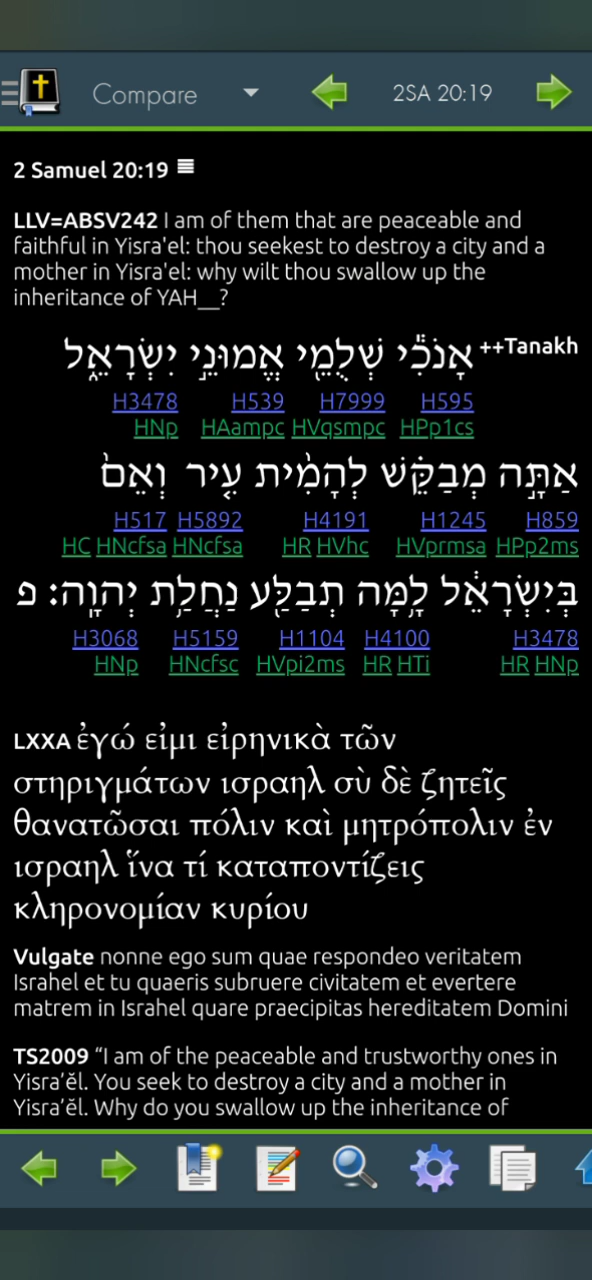 Compare
2SA 20:19
2 Samuel 20:19
LLV=ABSV242 I am of them that are peaceable and
faithful in Yisra'el: thou seekest to destroy a city and a
mother in Yisra'el: why wilt thou swallow up the
inheritance of YAH__?
++Tanakh אָנֹכִ֕י שְׁלֻמֵ֖י אֱמוּנֵ֣י יִשְׂרָאֵ֑ל
H3478 H539 H7999 H595
HNp HAampc HVqsmpc HPp1cs
אַתָּ֣ה מְבַקֵּ֗שׁ לְהָמִ֨ית עִ֤יר וְאֵם֙
H517 H5892 H4191 H1245 H859
HC HNcfsa HNcfsa HR HVhc HVprmsa HPp2ms
בְּיִשְׂרָאֵ֔ל לָ֥מָּה תְבַלַּ֖ע נַחֲלַ֥ת יְהוָֽה׃ פ
H3068 H5159 H1104 H4100 H3478
HNp HNcfsc HVpi2ms HR HTi HR HNp
LXXA ἐγώ εἰμι εἰρηνικὰ τῶν
στηριγμάτων ισραηλ σὺ δὲ ζητεῖς
θανατῶσαι πόλιν καὶ μητρόπολιν ἐν
ισραηλ ἵνα τί καταποντίζεις
κληρονομίαν κυρίου
Vulgate nonne ego sum quae respondeo veritatem
Israhel et tu quaeris subruere civitatem et evertere
matrem in Israhel quare praecipitas hereditatem Domini
TS2009 “I am of the peaceable and trustworthy ones in
Yisra’ěl. You seek to destroy a city and a mother in
Yisra’ěl. Why do you swallow up the inheritance of